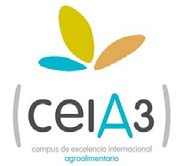 (ceiA3)
campus de excelencia internacional
agroalimentario